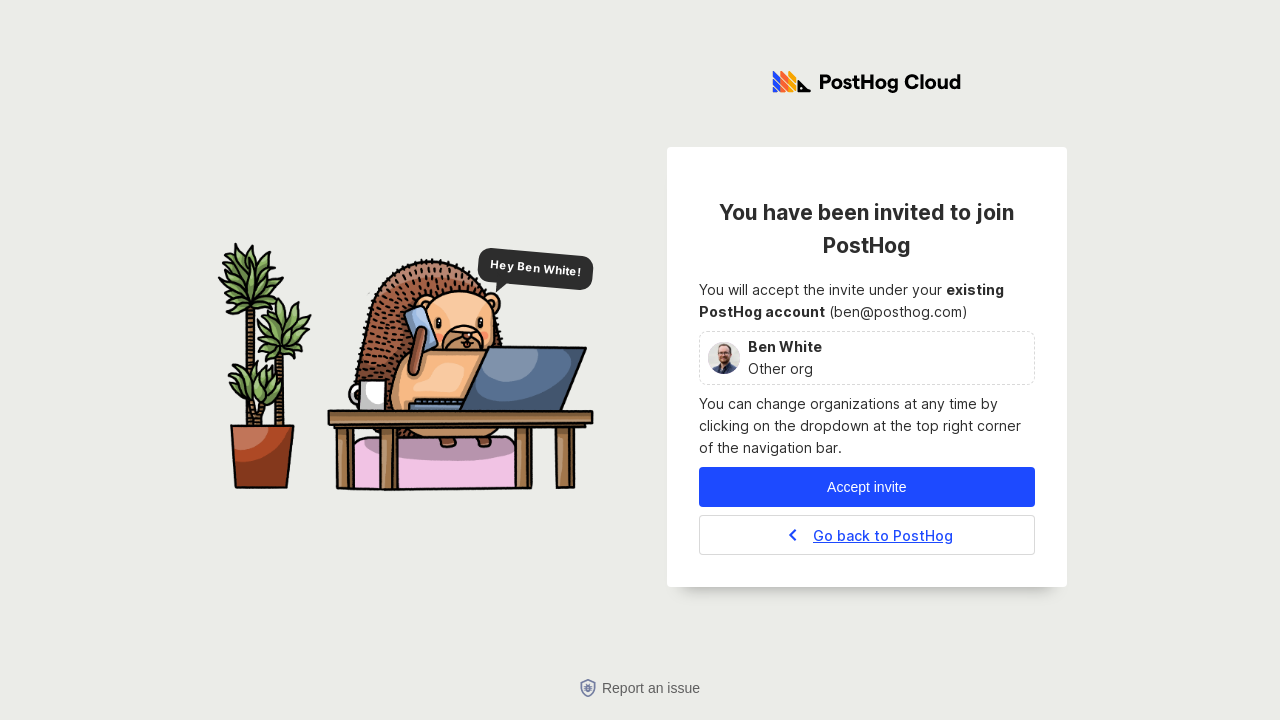 PostHog Cloud
You have been invited to join
PostHog
Hey Ben White!
You will accept the invite under your existing
PostHog account (ben@posthog.com)
Ben White
Other org
You can change organizations at any time by
clicking on the dropdown at the top right corner
of the navigation bar.
Accept invite
Go back to PostHog
Report an issue